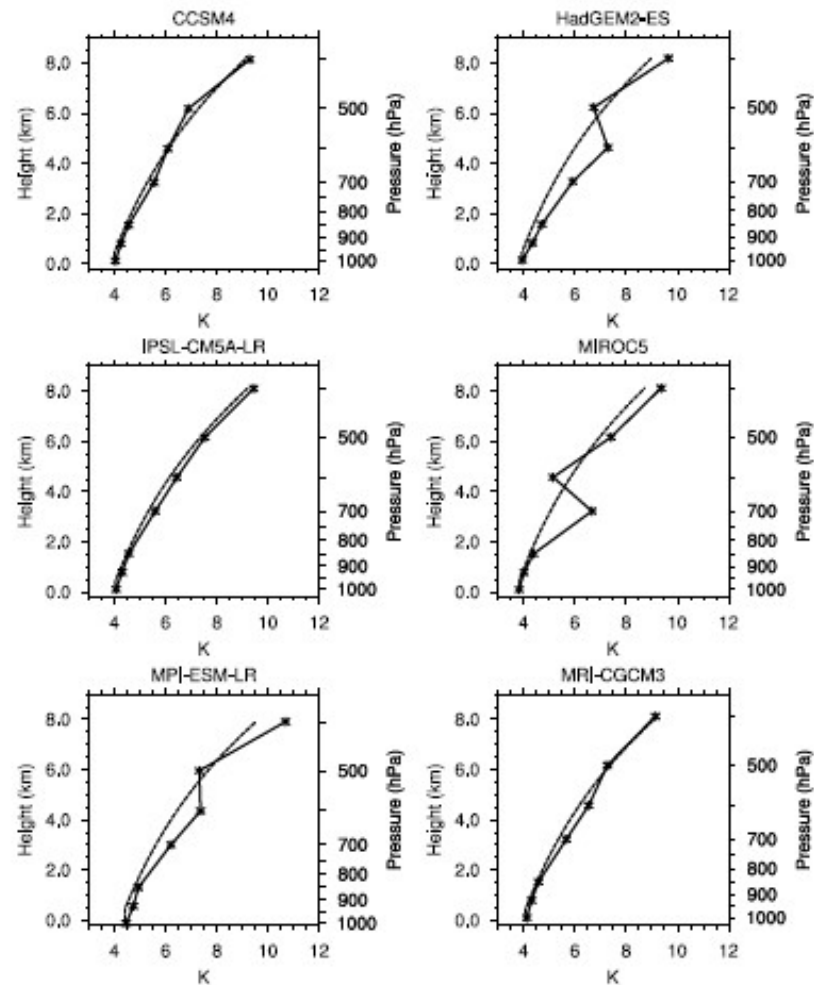 CCSM4
Height (km)
8.0
6.0
4.0
2.0
0.0
500
700
800
900
1000
Pressure (hPa)
4 6 8 10 12
K
HadGEM2-ES
Height (km)
8.0
6.0
4.0
2.0
0.0
500
700
800
900
1000
Pressure (hPa)
4 6 8 10 12
K
IPSL-CM5A-LR
Height (km)
8.0
6.0
4.0
2.0
0.0
500
700
800
900
1000
Pressure (hPa)
4 6 8 10 12
K
MIROC5
Height (km)
8.0
6.0
4.0
2.0
0.0
500
700
800
900
1000
Pressure (hPa)
4 6 8 10 12
K
MPI-ESM-LR
Height (km)
8.0
6.0
4.0
2.0
0.0
500
700
800
900
1000
Pressure (hPa)
4 6 8 10 12
K
MRI-CGCM3
Height (km)
8.0
6.0
4.0
2.0
0.0
500
700
800
900
1000
Pressure (hPa)
4 6 8 10 12
K